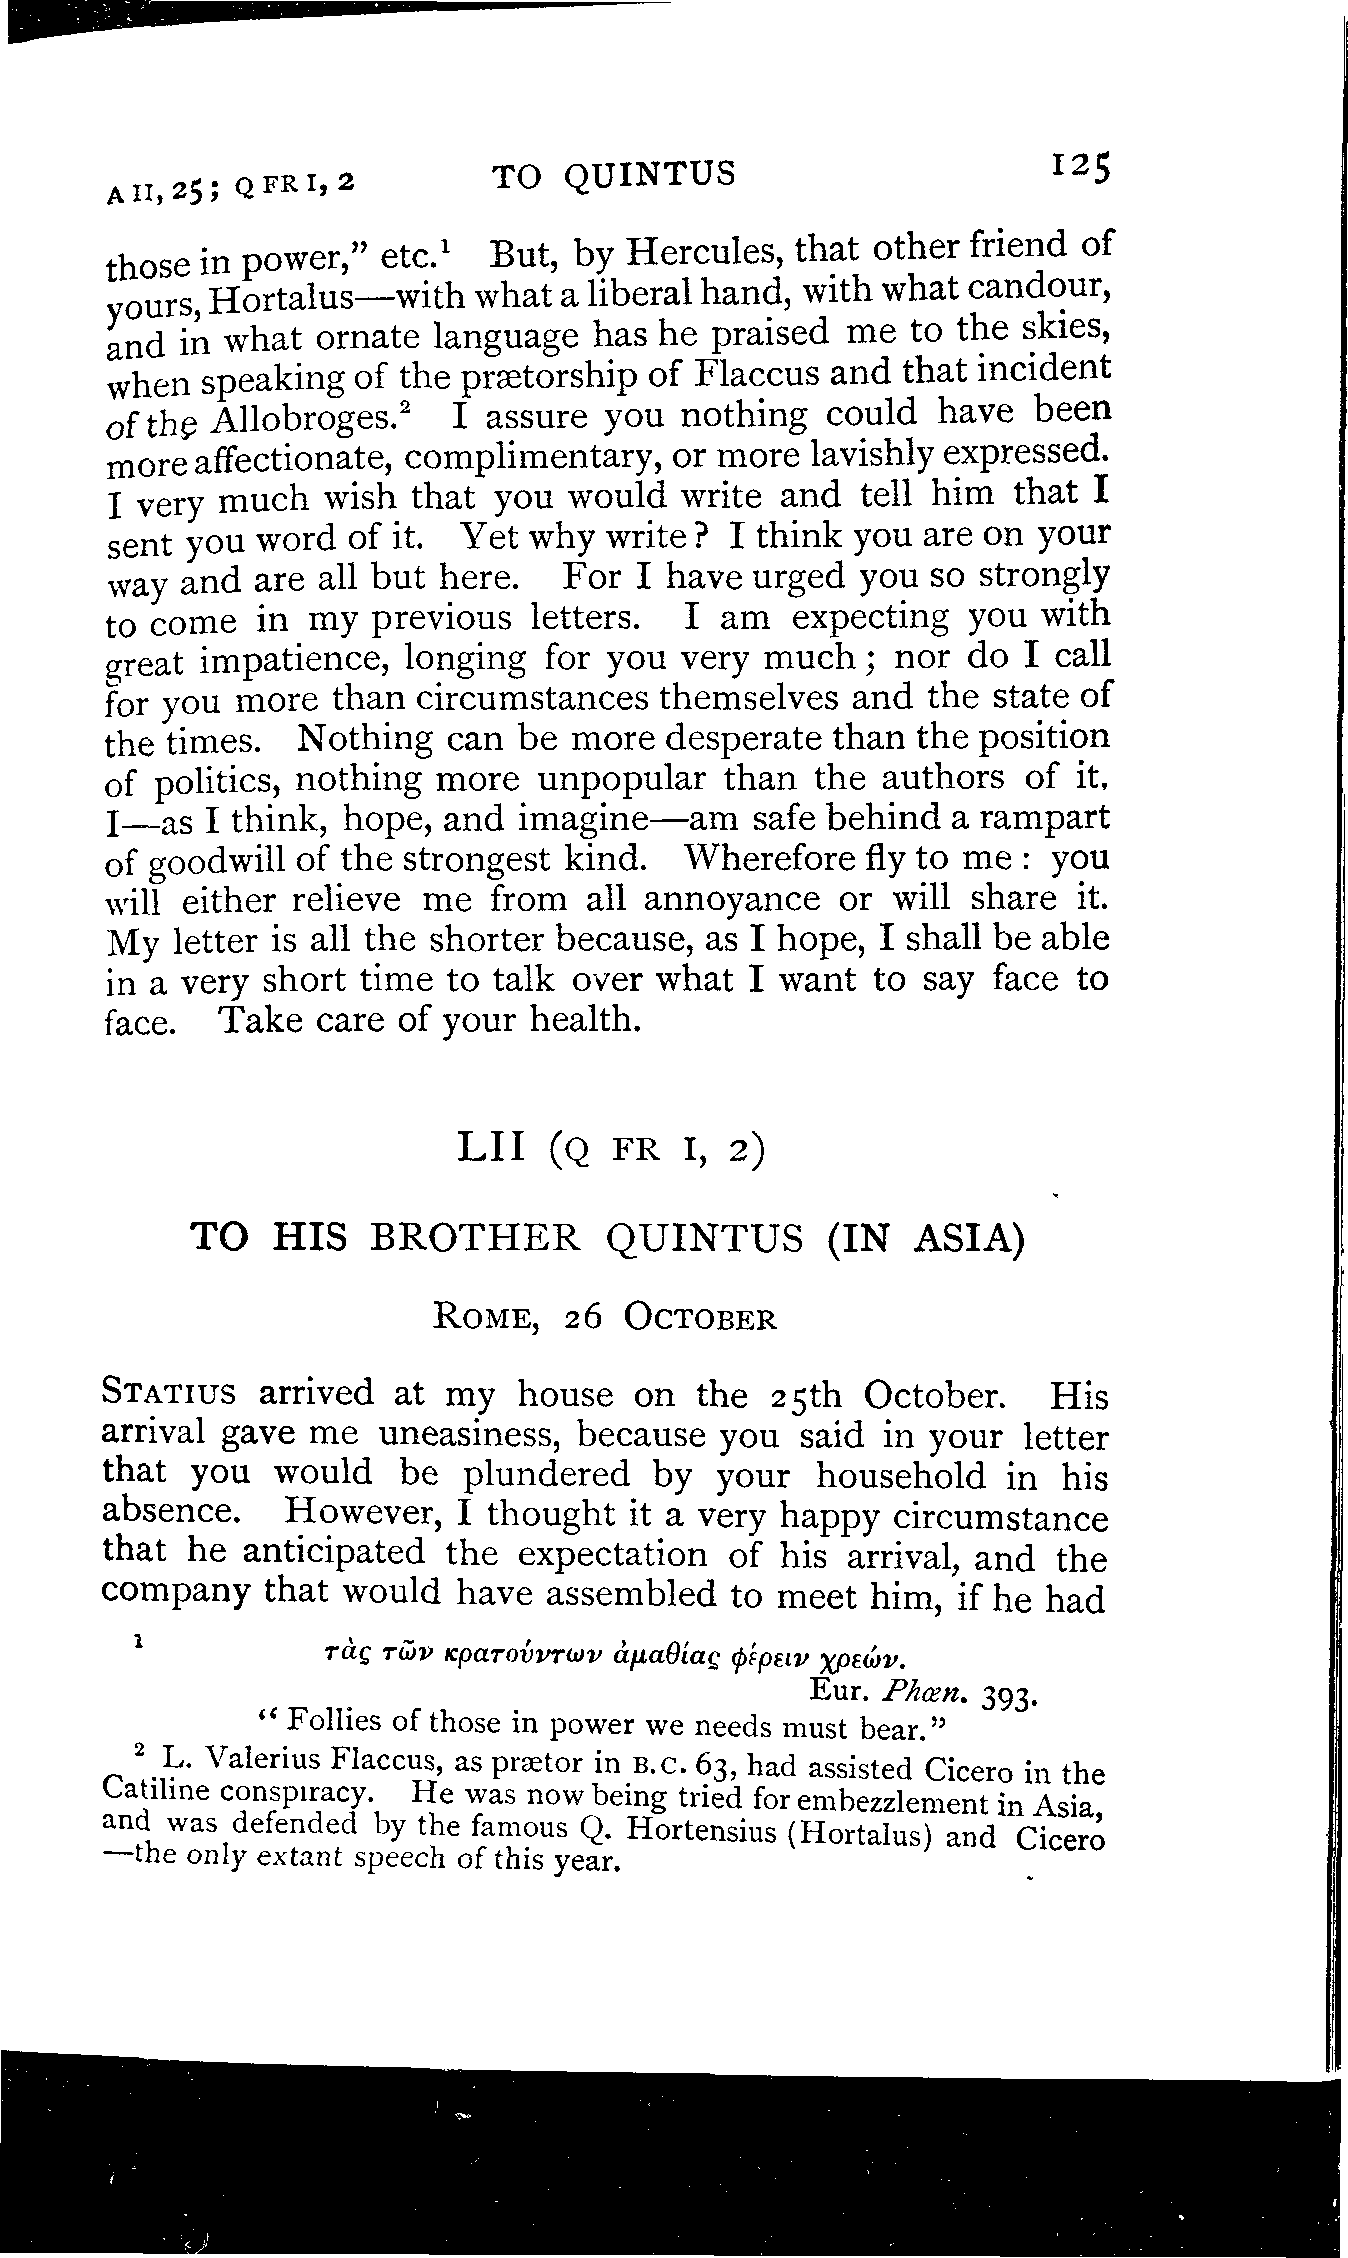 A II, 25; Q FR I, 2 TO QUINTUS 125
those in power,” etc.¹ But, by Hercules, that other friend of
yours, Hortalus—with what a liberal hand, with what candour,
and in what ornate language has he praised me to the skies,
when speaking of the prætorship of Flaccus and that incident
of the Allobroges.² I assure you nothing could have been
more affectionate, complimentary, or more lavishly expressed.
I very much wish that you would write and tell him that I
sent you word of it. Yet why write? I think you are on your
way and are all but here. For I have urged you so strongly
to come in my previous letters. I am expecting you with
great impatience, longing for you very much; nor do I call
for you more than circumstances themselves and the state of
the times. Nothing can be more desperate than the position
of politics, nothing more unpopular than the authors of it.
I—as I think, hope, and imagine—am safe behind a rampart
of goodwill of the strongest kind. Wherefore fly to me: you
will either relieve me from all annoyance or will share it.
My letter is all the shorter because, as I hope, I shall be able
in a very short time to talk over what I want to say face to
face. Take care of your health.
LII (Q FR I, 2)
TO HIS BROTHER QUINTUS (IN ASIA)
ROME, 26 OCTOBER
STATIUS arrived at my house on the 25th October. His
arrival gave me uneasiness, because you said in your letter
that you would be plundered by your household in his
absence. However, I thought it a very happy circumstance
that he anticipated the expectation of his arrival, and the
company that would have assembled to meet him, if he had
¹ τὰς τῶν κρατούντων ἀμαθίας φέρειν χρεών.
Eur. Phœn. 393.
“Follies of those in power we needs must bear.”
² L. Valerius Flaccus, as prætor in B.C. 63, had assisted Cicero in the
Catiline conspiracy. He was now being tried for embezzlement in Asia,
and was defended by the famous Q. Hortensius (Hortalus) and Cicero
—the only extant speech of this year.